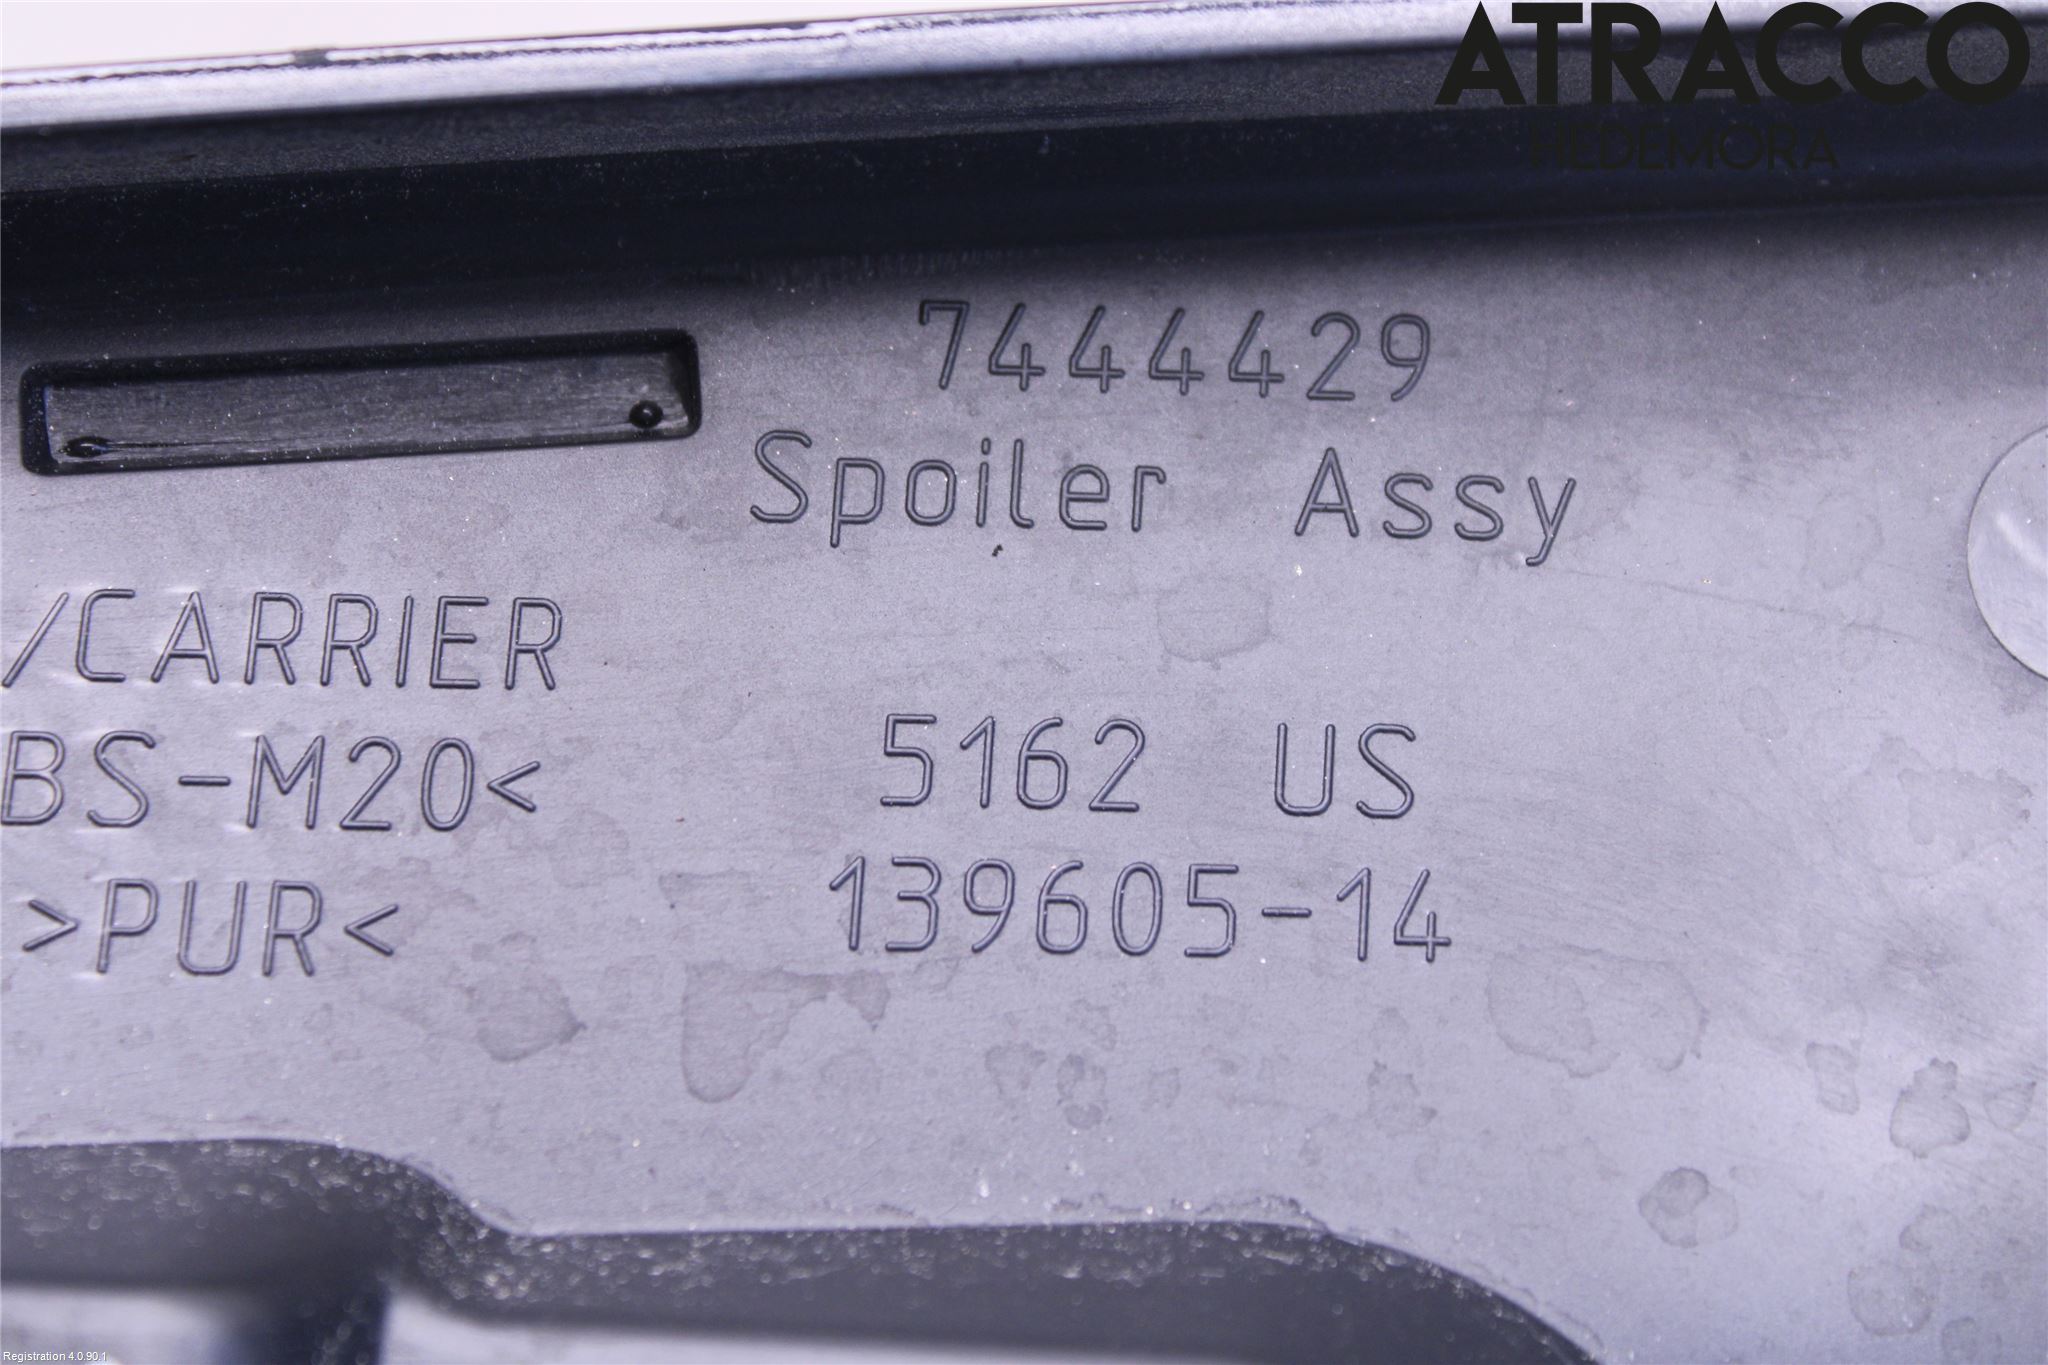 ATRACCO
HEDEMORA
7444429
Spoiler Assy
/CARRIER
BS-M20<
5162 US
>PUR<
139605-14
Registration 4.0.90.1